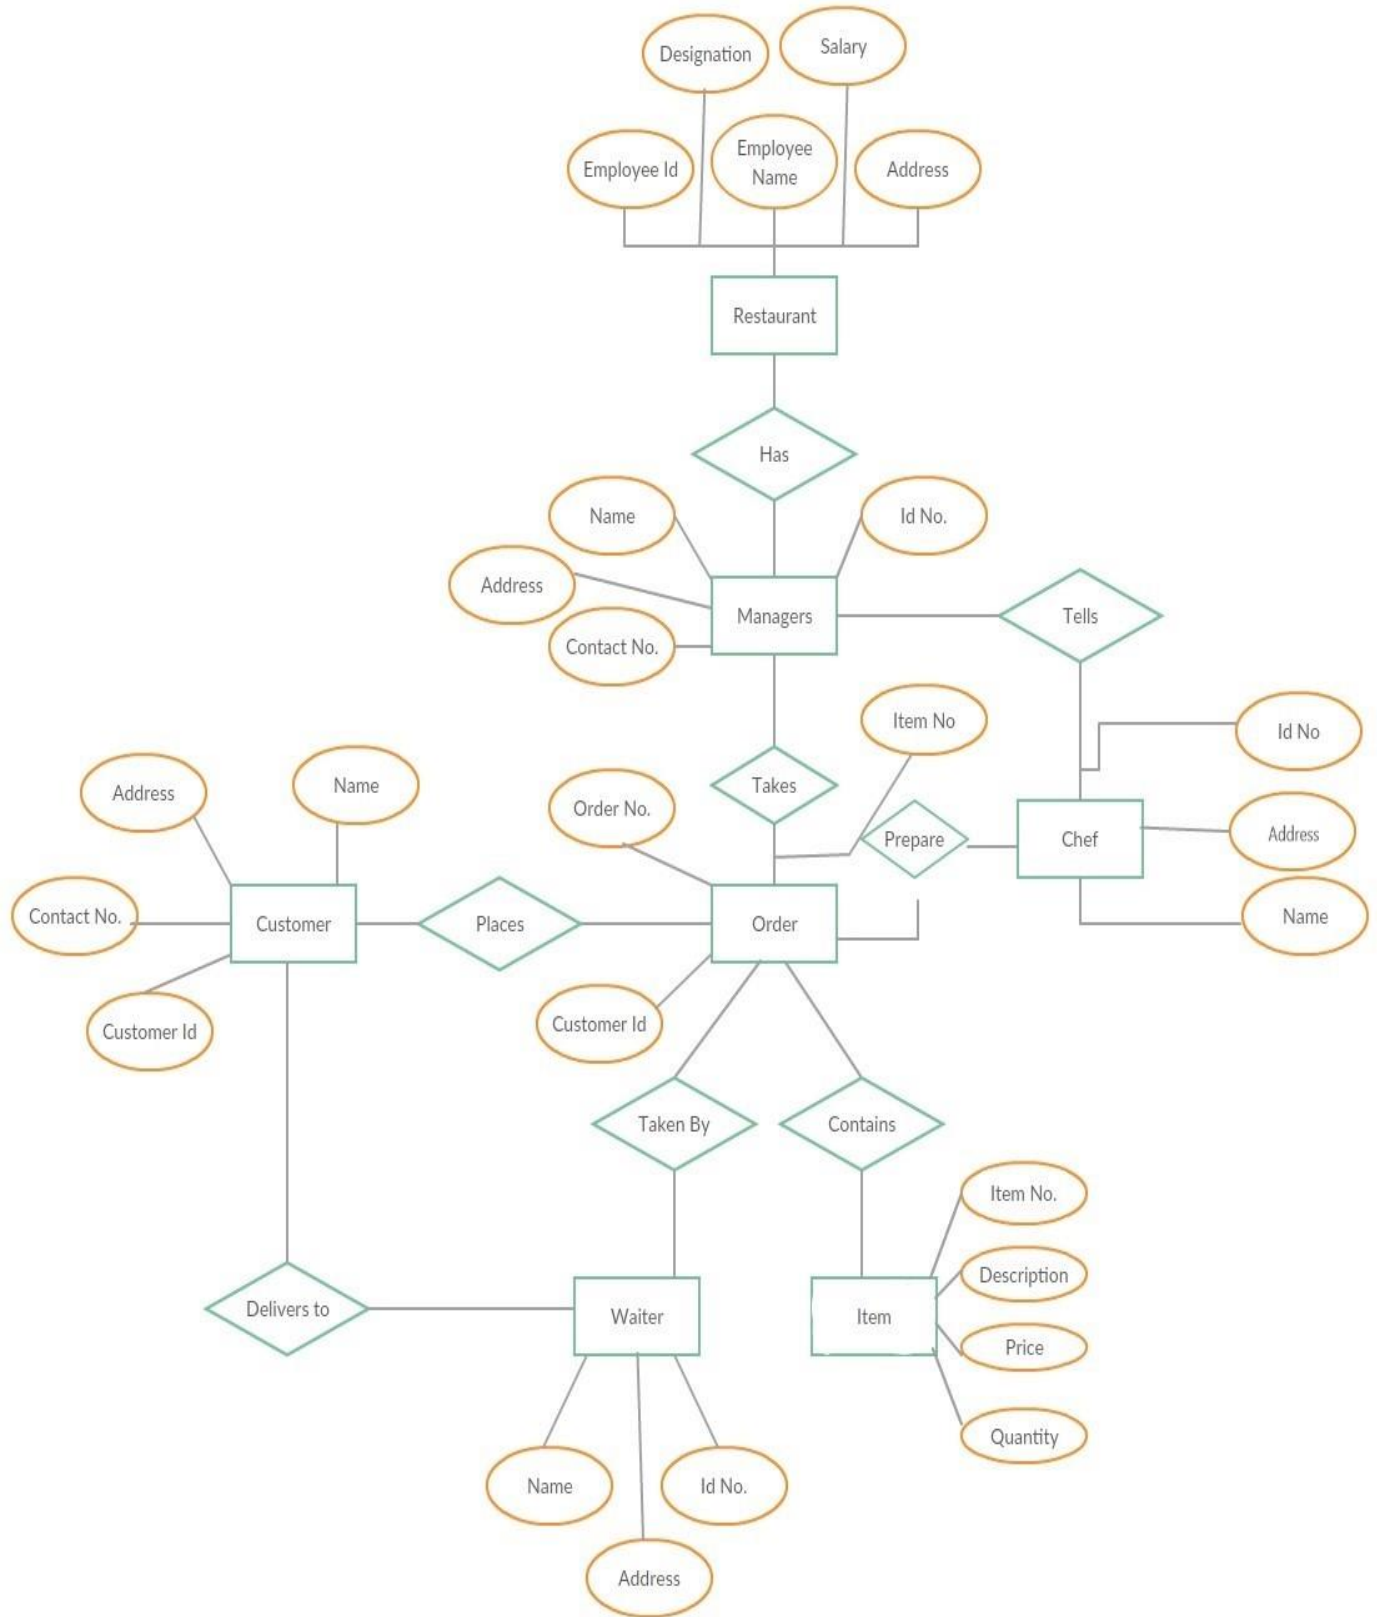 Designation
Salary
Employee Id
Employee
Name
Address
Restaurant
Has
Name
Id No.
Address
Managers
Tells
Contact No.
Item No
Id No
Address
Name
Takes
Order No.
Prepare
Chef
Address
Contact No.
Customer
Places
Order
Name
Customer Id
Customer Id
Taken By
Contains
Item No.
Description
Delivers to
Waiter
Item
Price
Quantity
Name
Id No.
Address